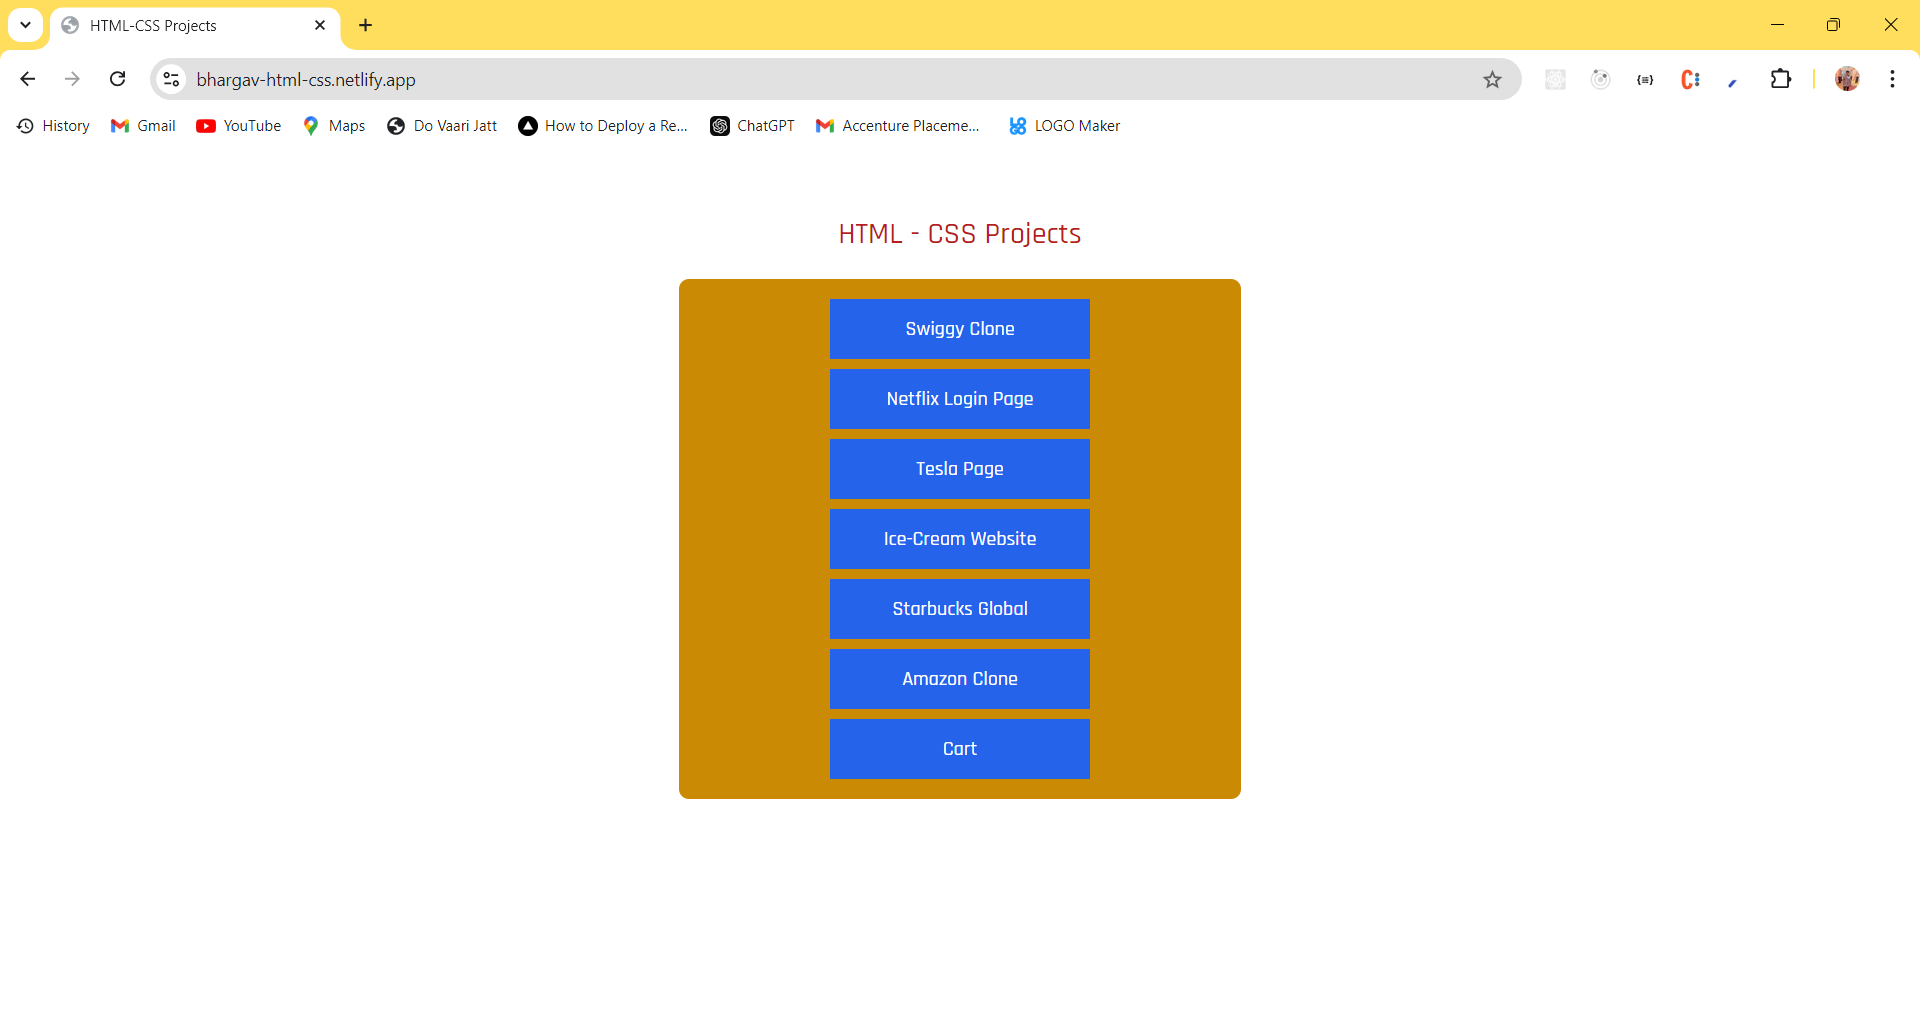 HTML-CSS Projects
bhargav-html-css.netlify.app
History Gmail YouTube Maps Do Vaari Jatt How to Deploy a Re... ChatGPT Accenture Placeme... LOGO Maker
HTML - CSS Projects
Swiggy Clone
Netflix Login Page
Tesla Page
Ice-Cream Website
Starbucks Global
Amazon Clone
Cart